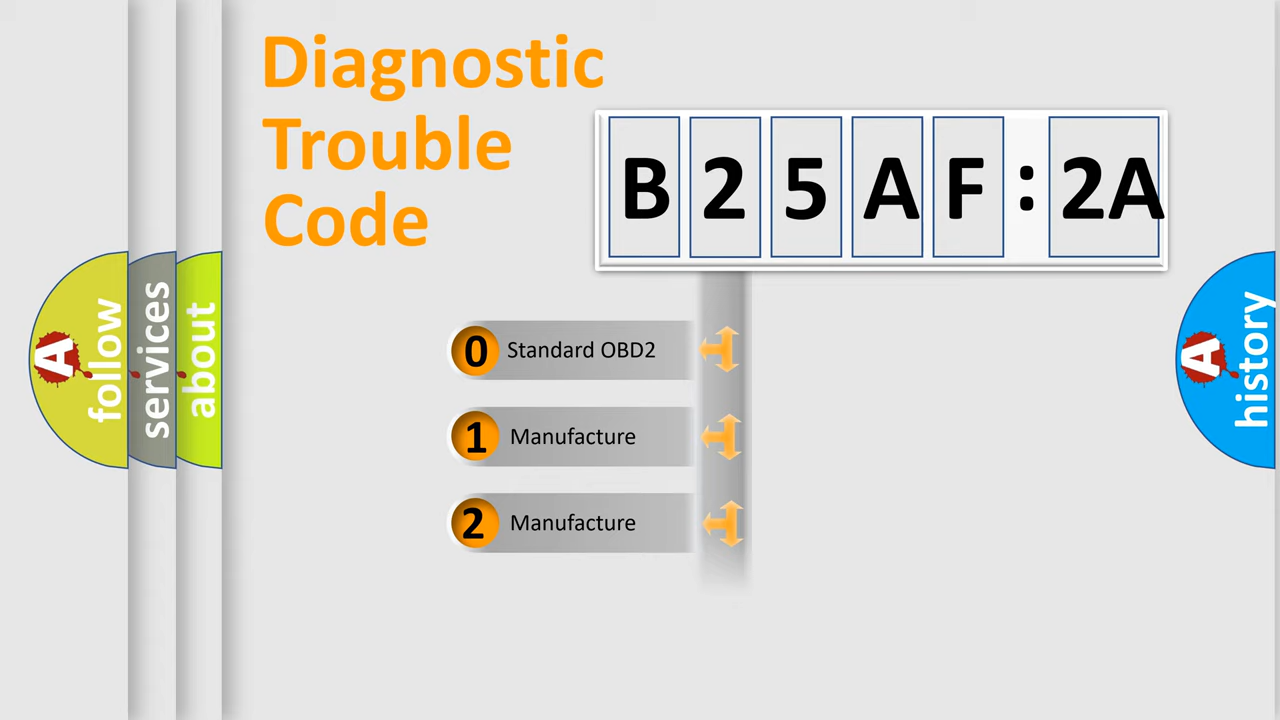 Diagnostic
Trouble
Code
B 2 5 A F : 2A
0 Standard OBD2
1 Manufacture
2 Manufacture
A follow
services
about
A history